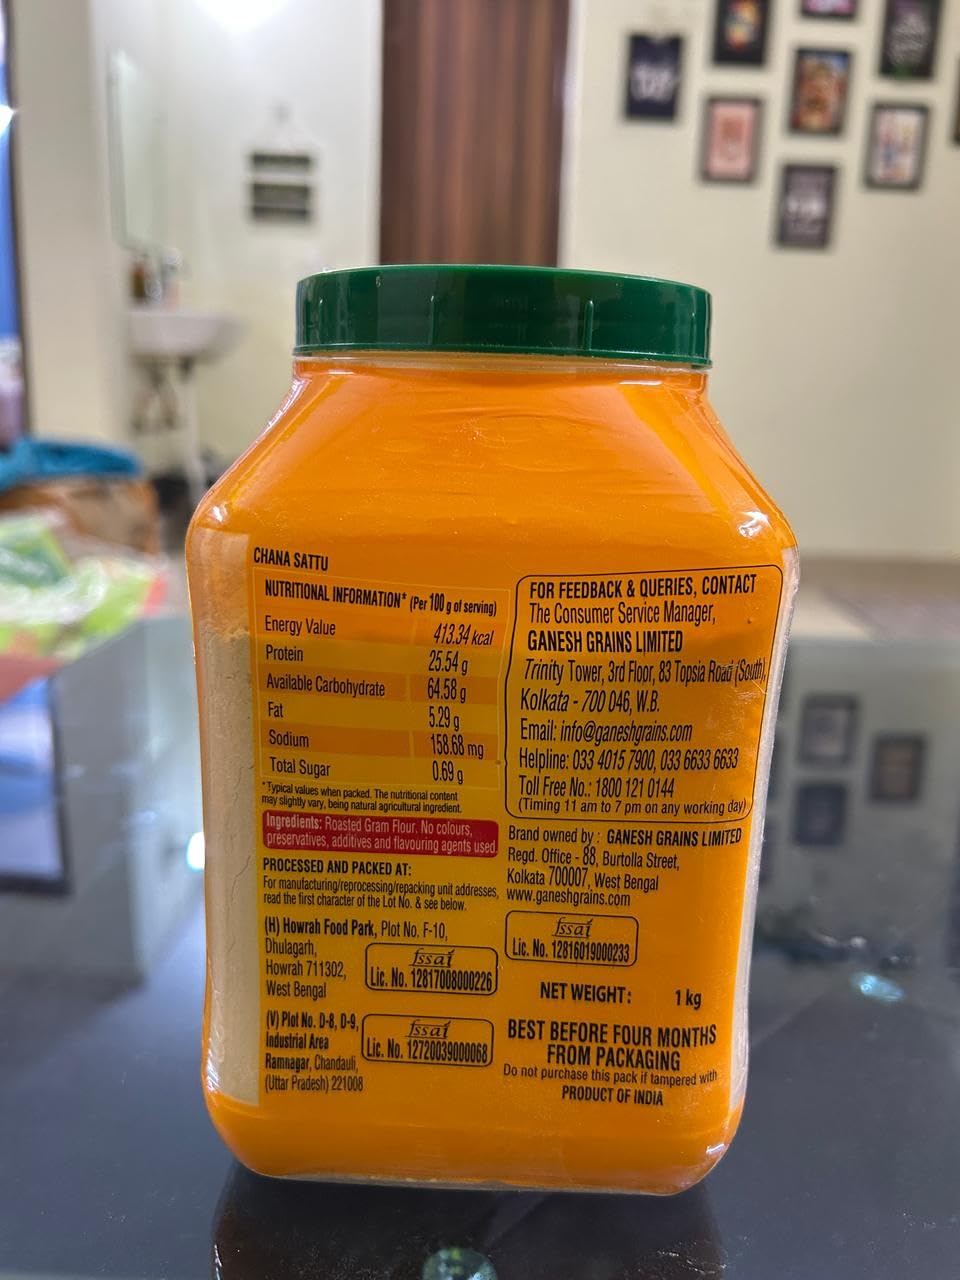 CHANA SATTU
NUTRITIONAL INFORMATION* (Per 100 g of serving)
Energy Value 413.34 kcal
Protein 25.54 g
Available Carbohydrate 64.58 g
Fat 5.29 g
Sodium 158.68 mg
Total Sugar 0.69 g
*Typical values when packed. The nutritional content
may slightly vary, being natural agricultural ingredient.
Ingredients: Roasted Gram Flour. No colours,
preservatives, additives and flavouring agents used.
PROCESSED AND PACKED AT:
For manufacturing/reprocessing/repacking unit addresses,
read the first character of the Lot No. & see below.
(H) Howrah Food Park, Plot No. F-10,
Dhulagarh,
Howrah 711302,
West Bengal
fssai
Lic. No. 12817008000226
(V) Plot No. D-8, D-9,
Industrial Area
Ramnagar, Chandauli,
(Uttar Pradesh) 221008
fssai
Lic. No. 12720039000068
FOR FEEDBACK & QUERIES, CONTACT
The Consumer Service Manager,
GANESH GRAINS LIMITED
Trinity Tower, 3rd Floor, 83 Topsia Road (South),
Kolkata - 700 046, W.B.
Email: info@ganeshgrains.com
Helpline: 033 4015 7900, 033 6633 6633
Toll Free No.: 1800 121 0144
(Timing 11 am to 7 pm on any working day)
Brand owned by : GANESH GRAINS LIMITED
Regd. Office - 88, Burtolla Street,
Kolkata 700007, West Bengal
www.ganeshgrains.com
fssai
Lic. No. 12816019000233
NET WEIGHT: 1 kg
BEST BEFORE FOUR MONTHS
FROM PACKAGING
Do not purchase this pack if tampered with
PRODUCT OF INDIA